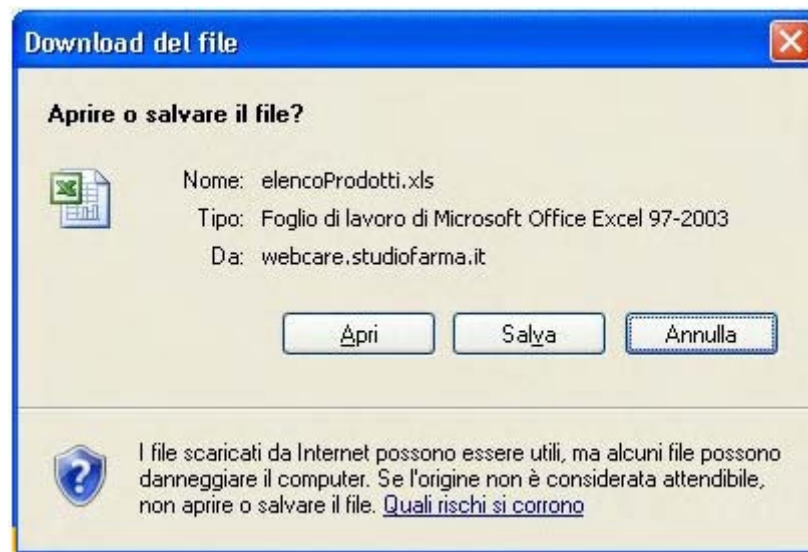 Download del file
Aprire o salvare il file?
Nome: elencoProdotti.xls
Tipo: Foglio di lavoro di Microsoft Office Excel 97-2003
Da: webcare.studiofarma.it
Apri Salva Annulla
I file scaricati da Internet possono essere utili, ma alcuni file possono
danneggiare il computer. Se l'origine non è considerata attendibile,
non aprire o salvare il file. Quali rischi si corrono